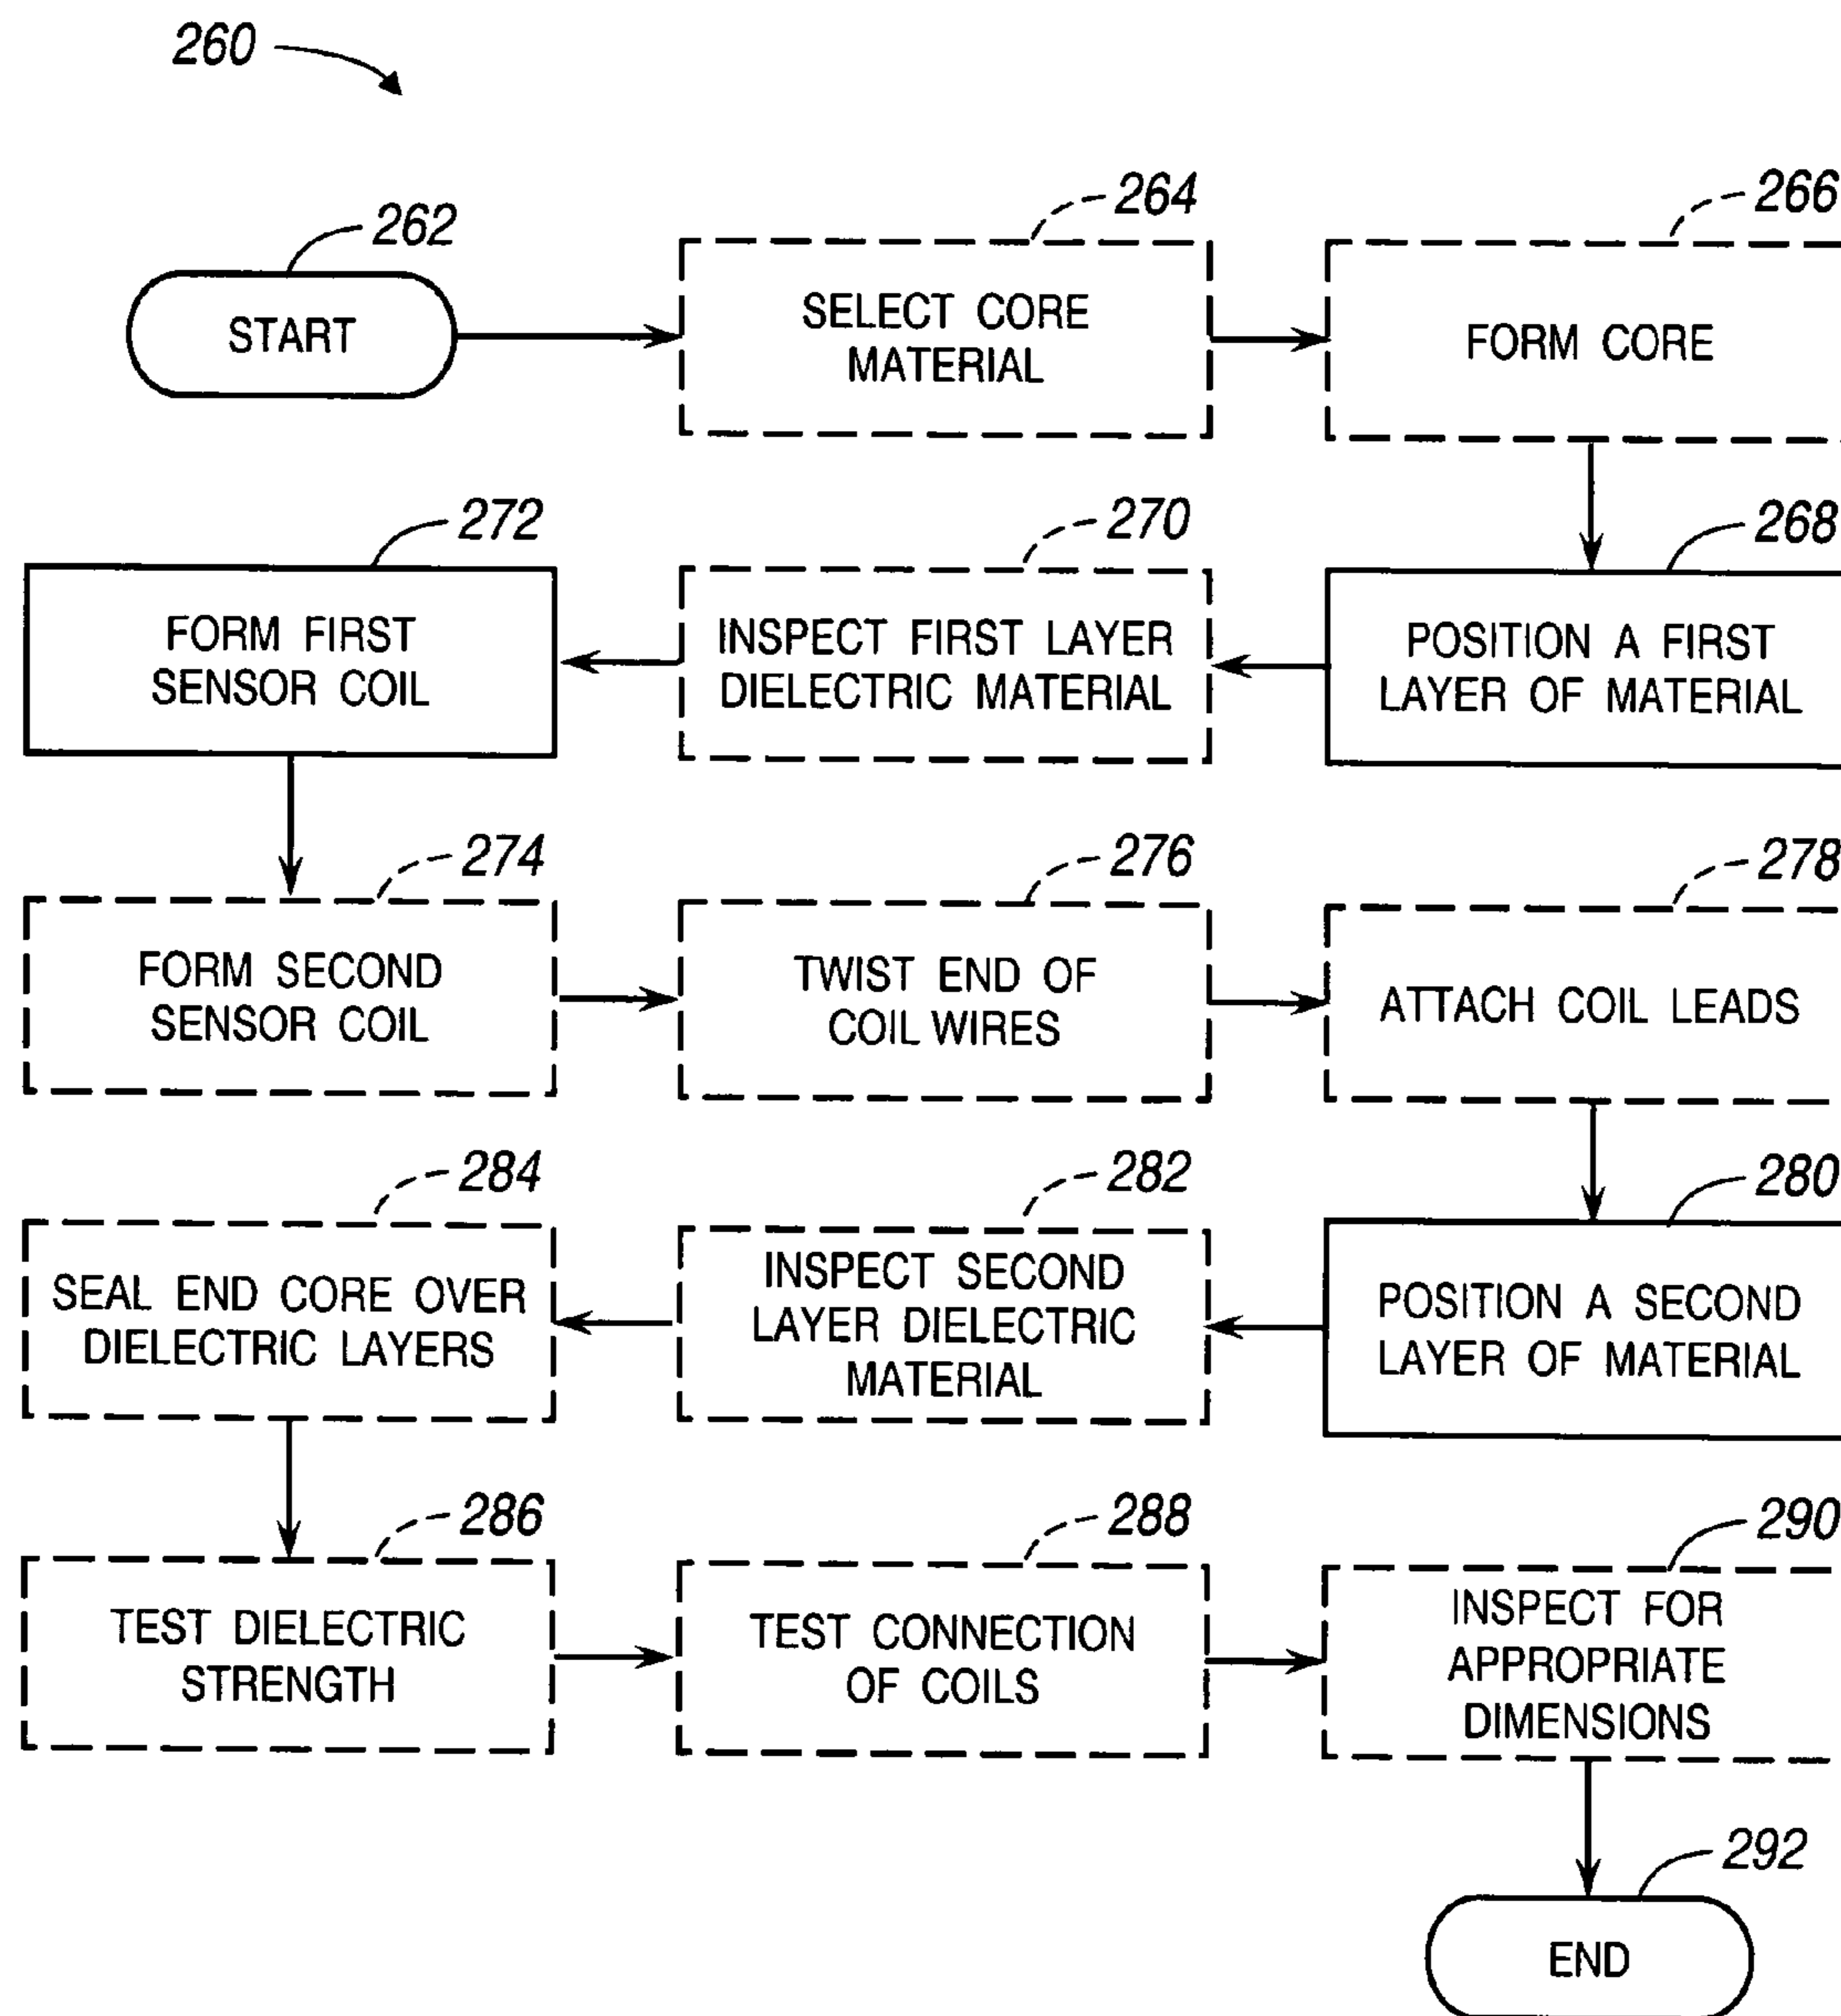 260
262
START
264
SELECT CORE
MATERIAL
266
FORM CORE
268
POSITION A FIRST
LAYER OF MATERIAL
270
INSPECT FIRST LAYER
DIELECTRIC MATERIAL
272
FORM FIRST
SENSOR COIL
274
FORM SECOND
SENSOR COIL
276
TWIST END OF
COIL WIRES
278
ATTACH COIL LEADS
280
POSITION A SECOND
LAYER OF MATERIAL
282
INSPECT SECOND
LAYER DIELECTRIC
MATERIAL
284
SEAL END CORE OVER
DIELECTRIC LAYERS
286
TEST DIELECTRIC
STRENGTH
288
TEST CONNECTION
OF COILS
290
INSPECT FOR
APPROPRIATE
DIMENSIONS
292
END